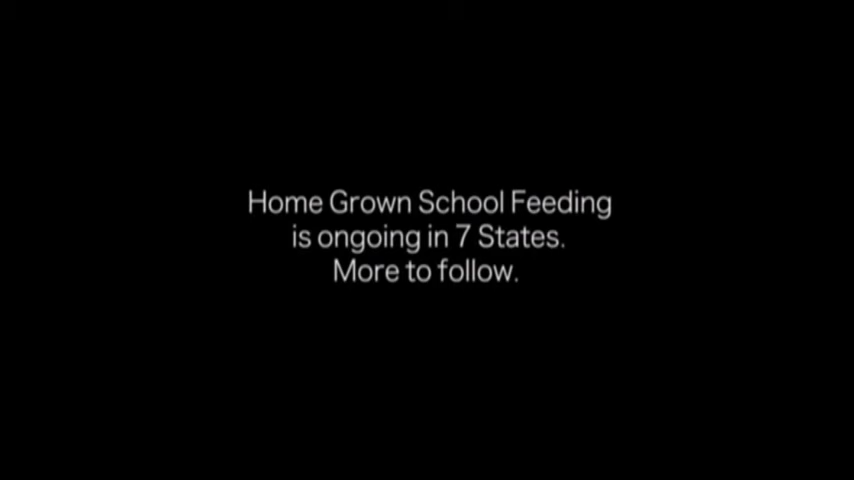 Home Grown School Feeding
is ongoing in 7 States.
More to follow.